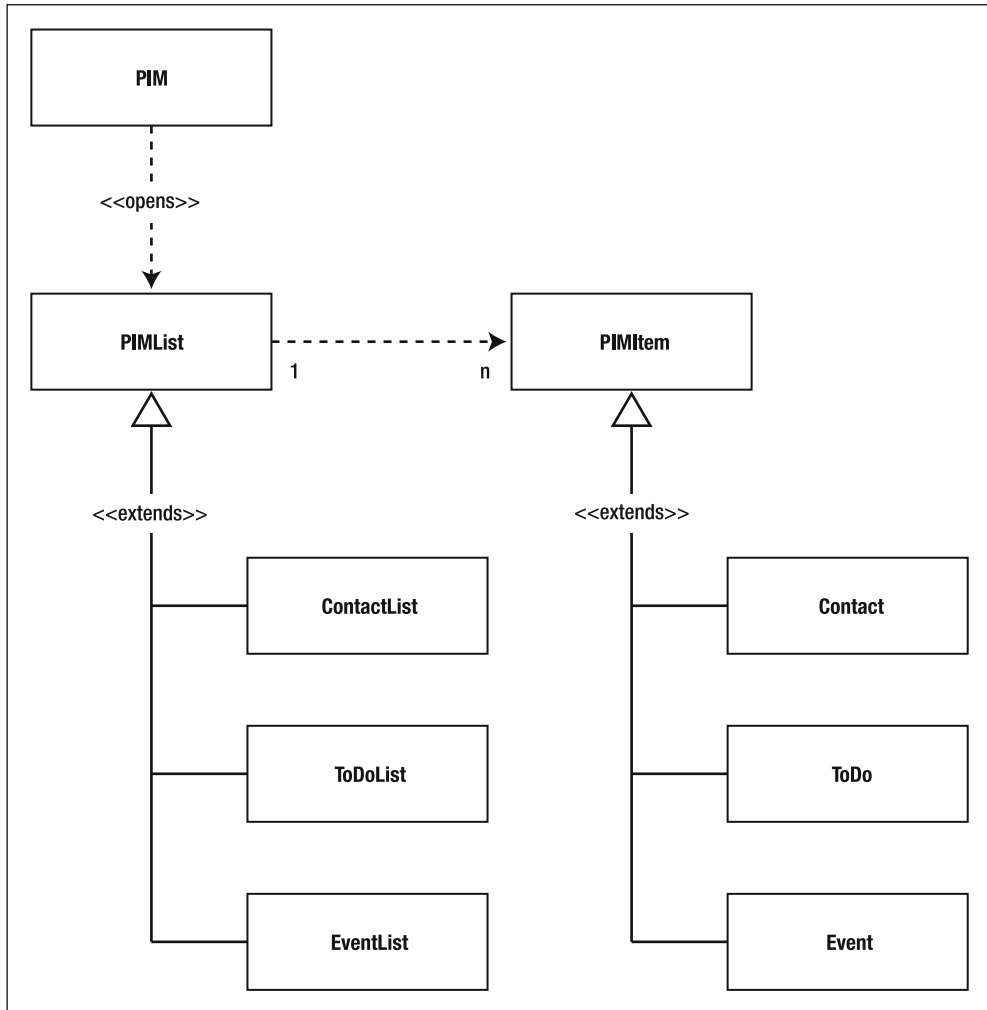 PIM
<<opens>>
PIMList
PIMItem
1
n
<<extends>>
<<extends>>
ContactList
Contact
ToDoList
ToDo
EventList
Event